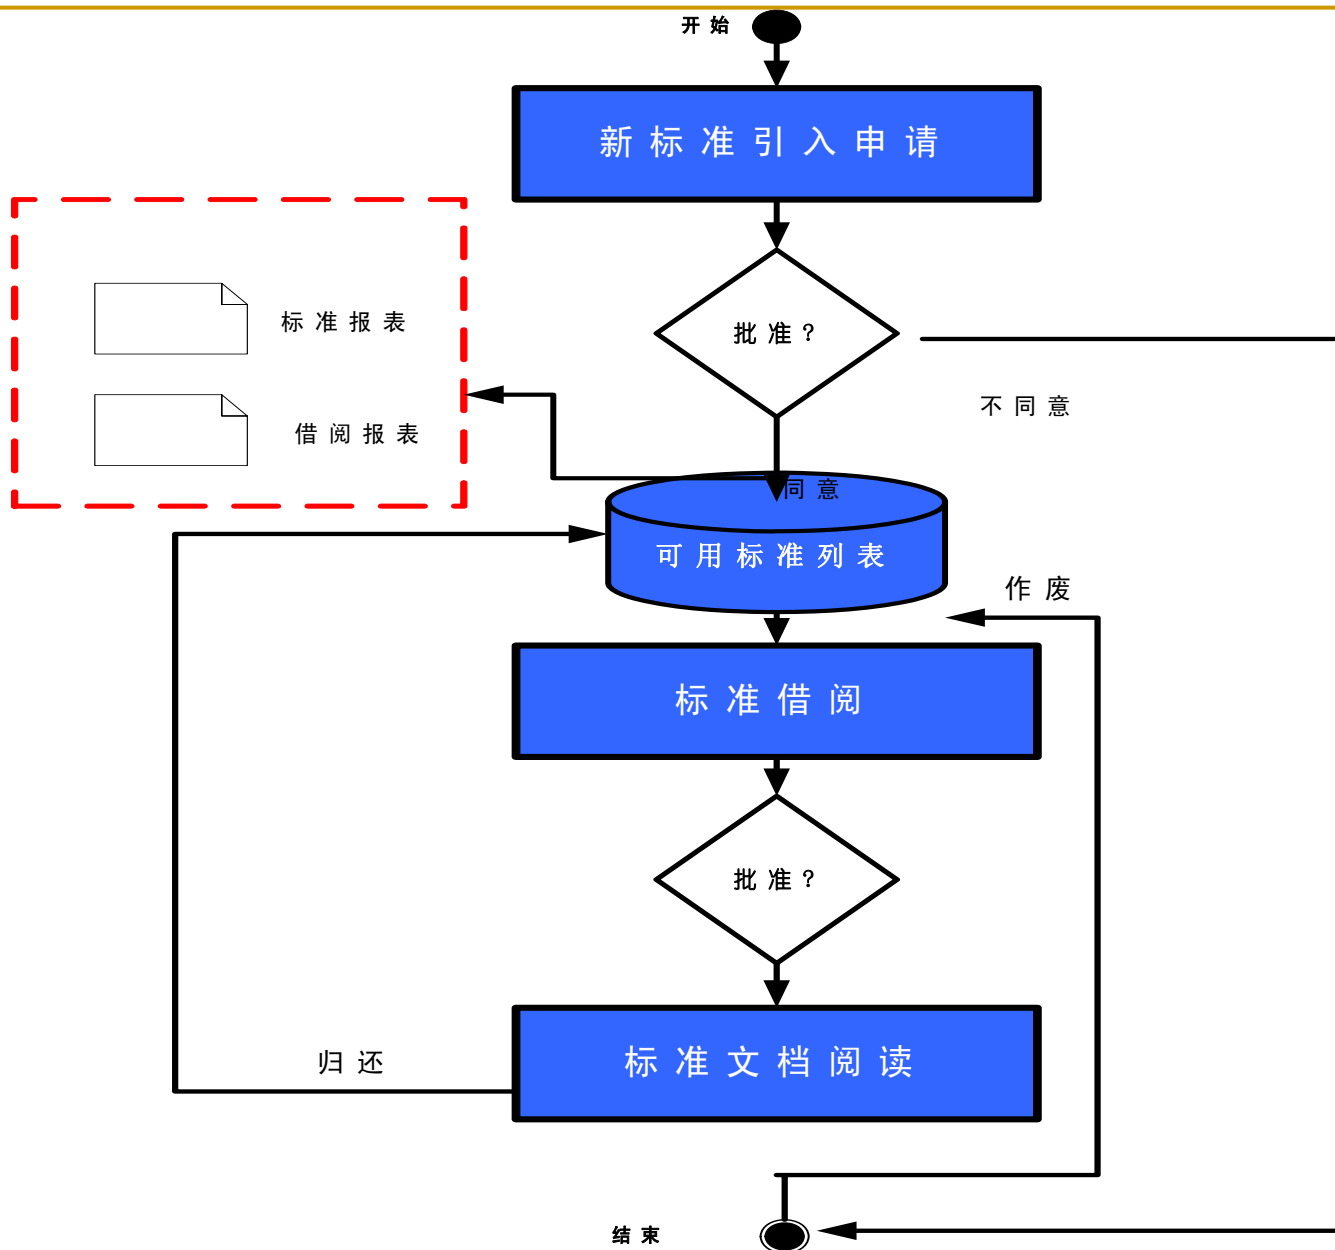 开始
新标准引入申请
批准?
标准报表
不同意
借阅报表
同意
可用标准列表
作废
标准借阅
批准?
归还
标准文档阅读
结束